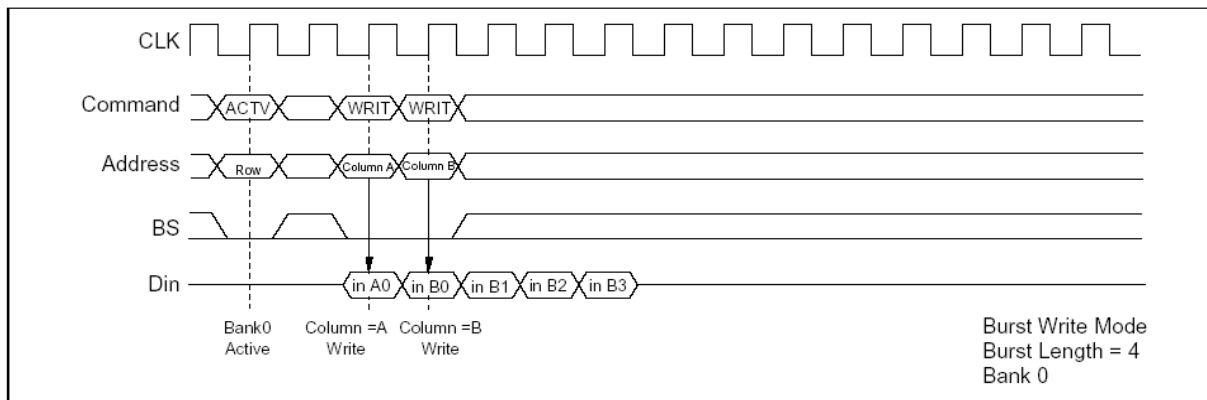 CLK
Command ACTV WRIT WRIT
Address Row Column A Column B
BS
Din in A0 in B0 in B1 in B2 in B3
Bank0 Column =A Column =B
Active Write Write
Burst Write Mode
Burst Length = 4
Bank 0